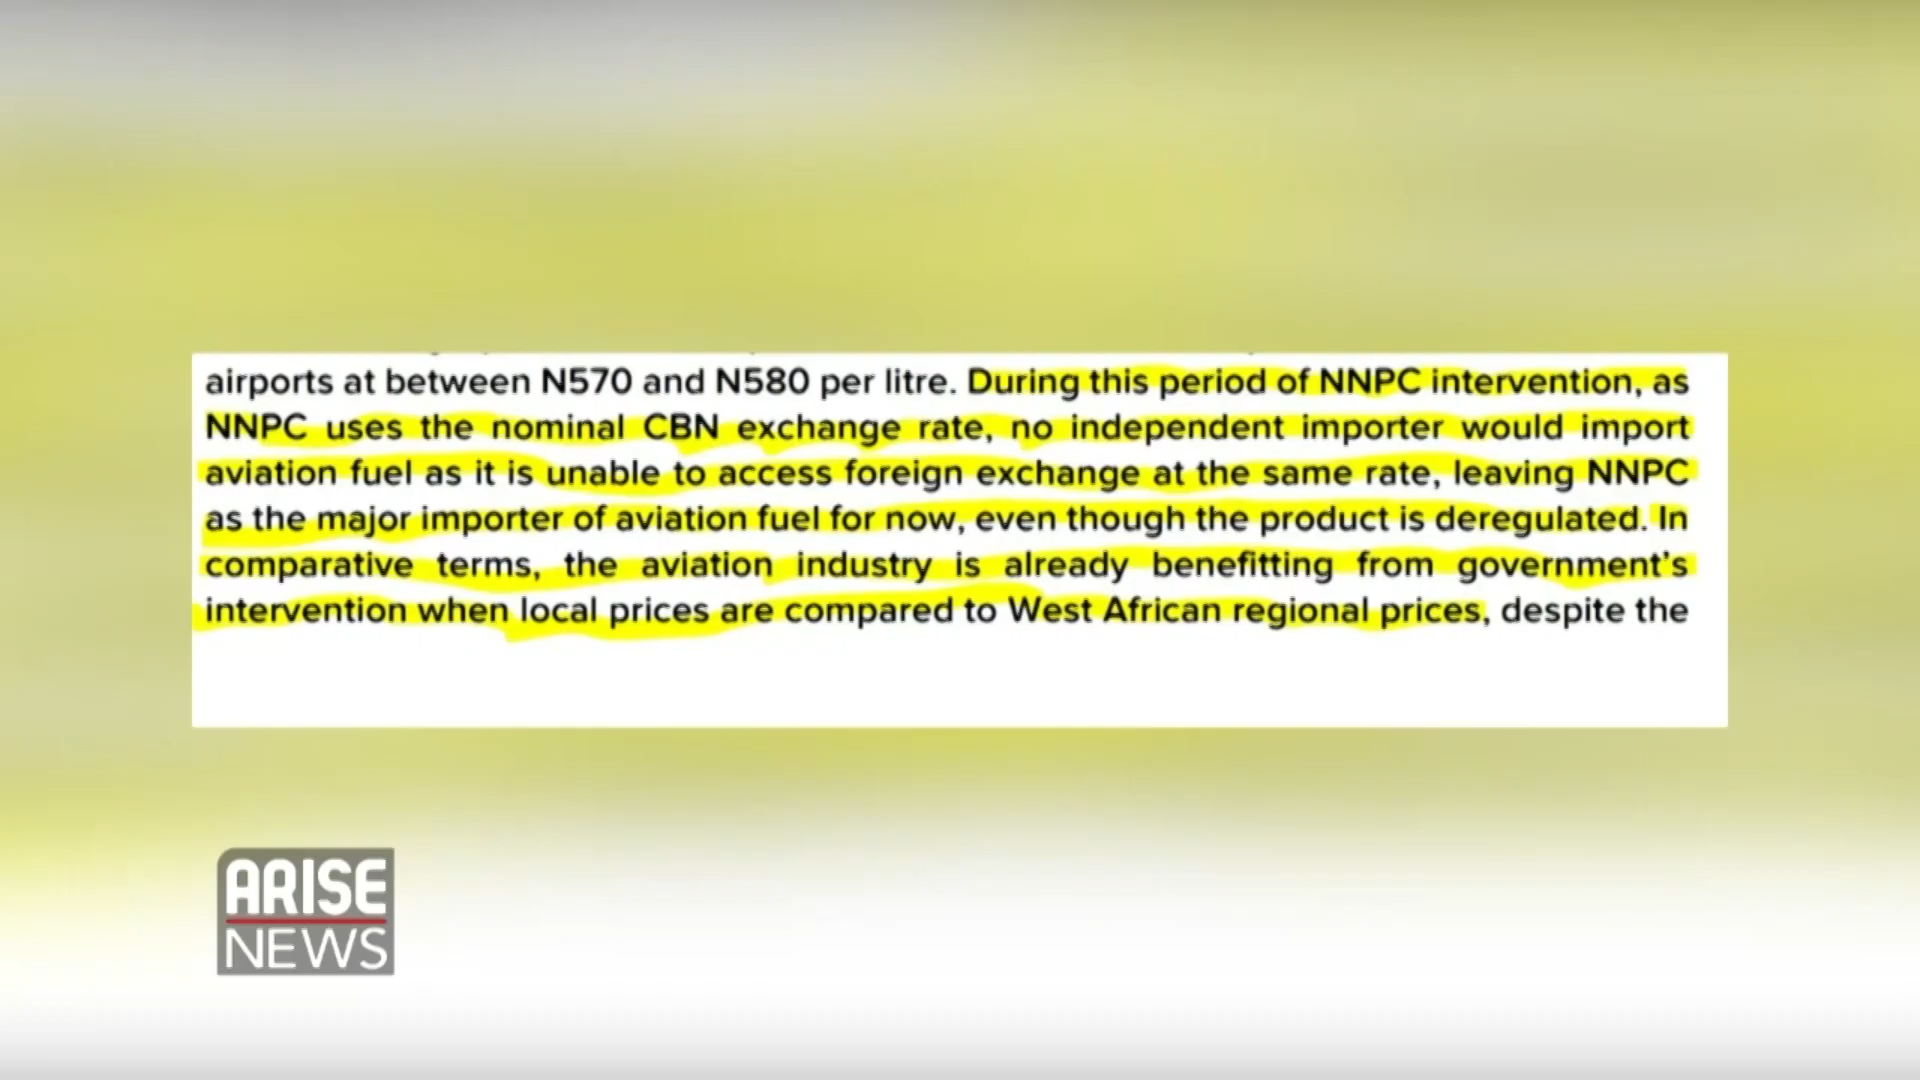 airports at between N570 and N580 per litre. During this period of NNPC intervention, as
NNPC uses the nominal CBN exchange rate, no independent importer would import
aviation fuel as it is unable to access foreign exchange at the same rate, leaving NNPC
as the major importer of aviation fuel for now, even though the product is deregulated. In
comparative terms, the aviation industry is already benefitting from government's
intervention when local prices are compared to West African regional prices, despite the
ARISE
NEWS